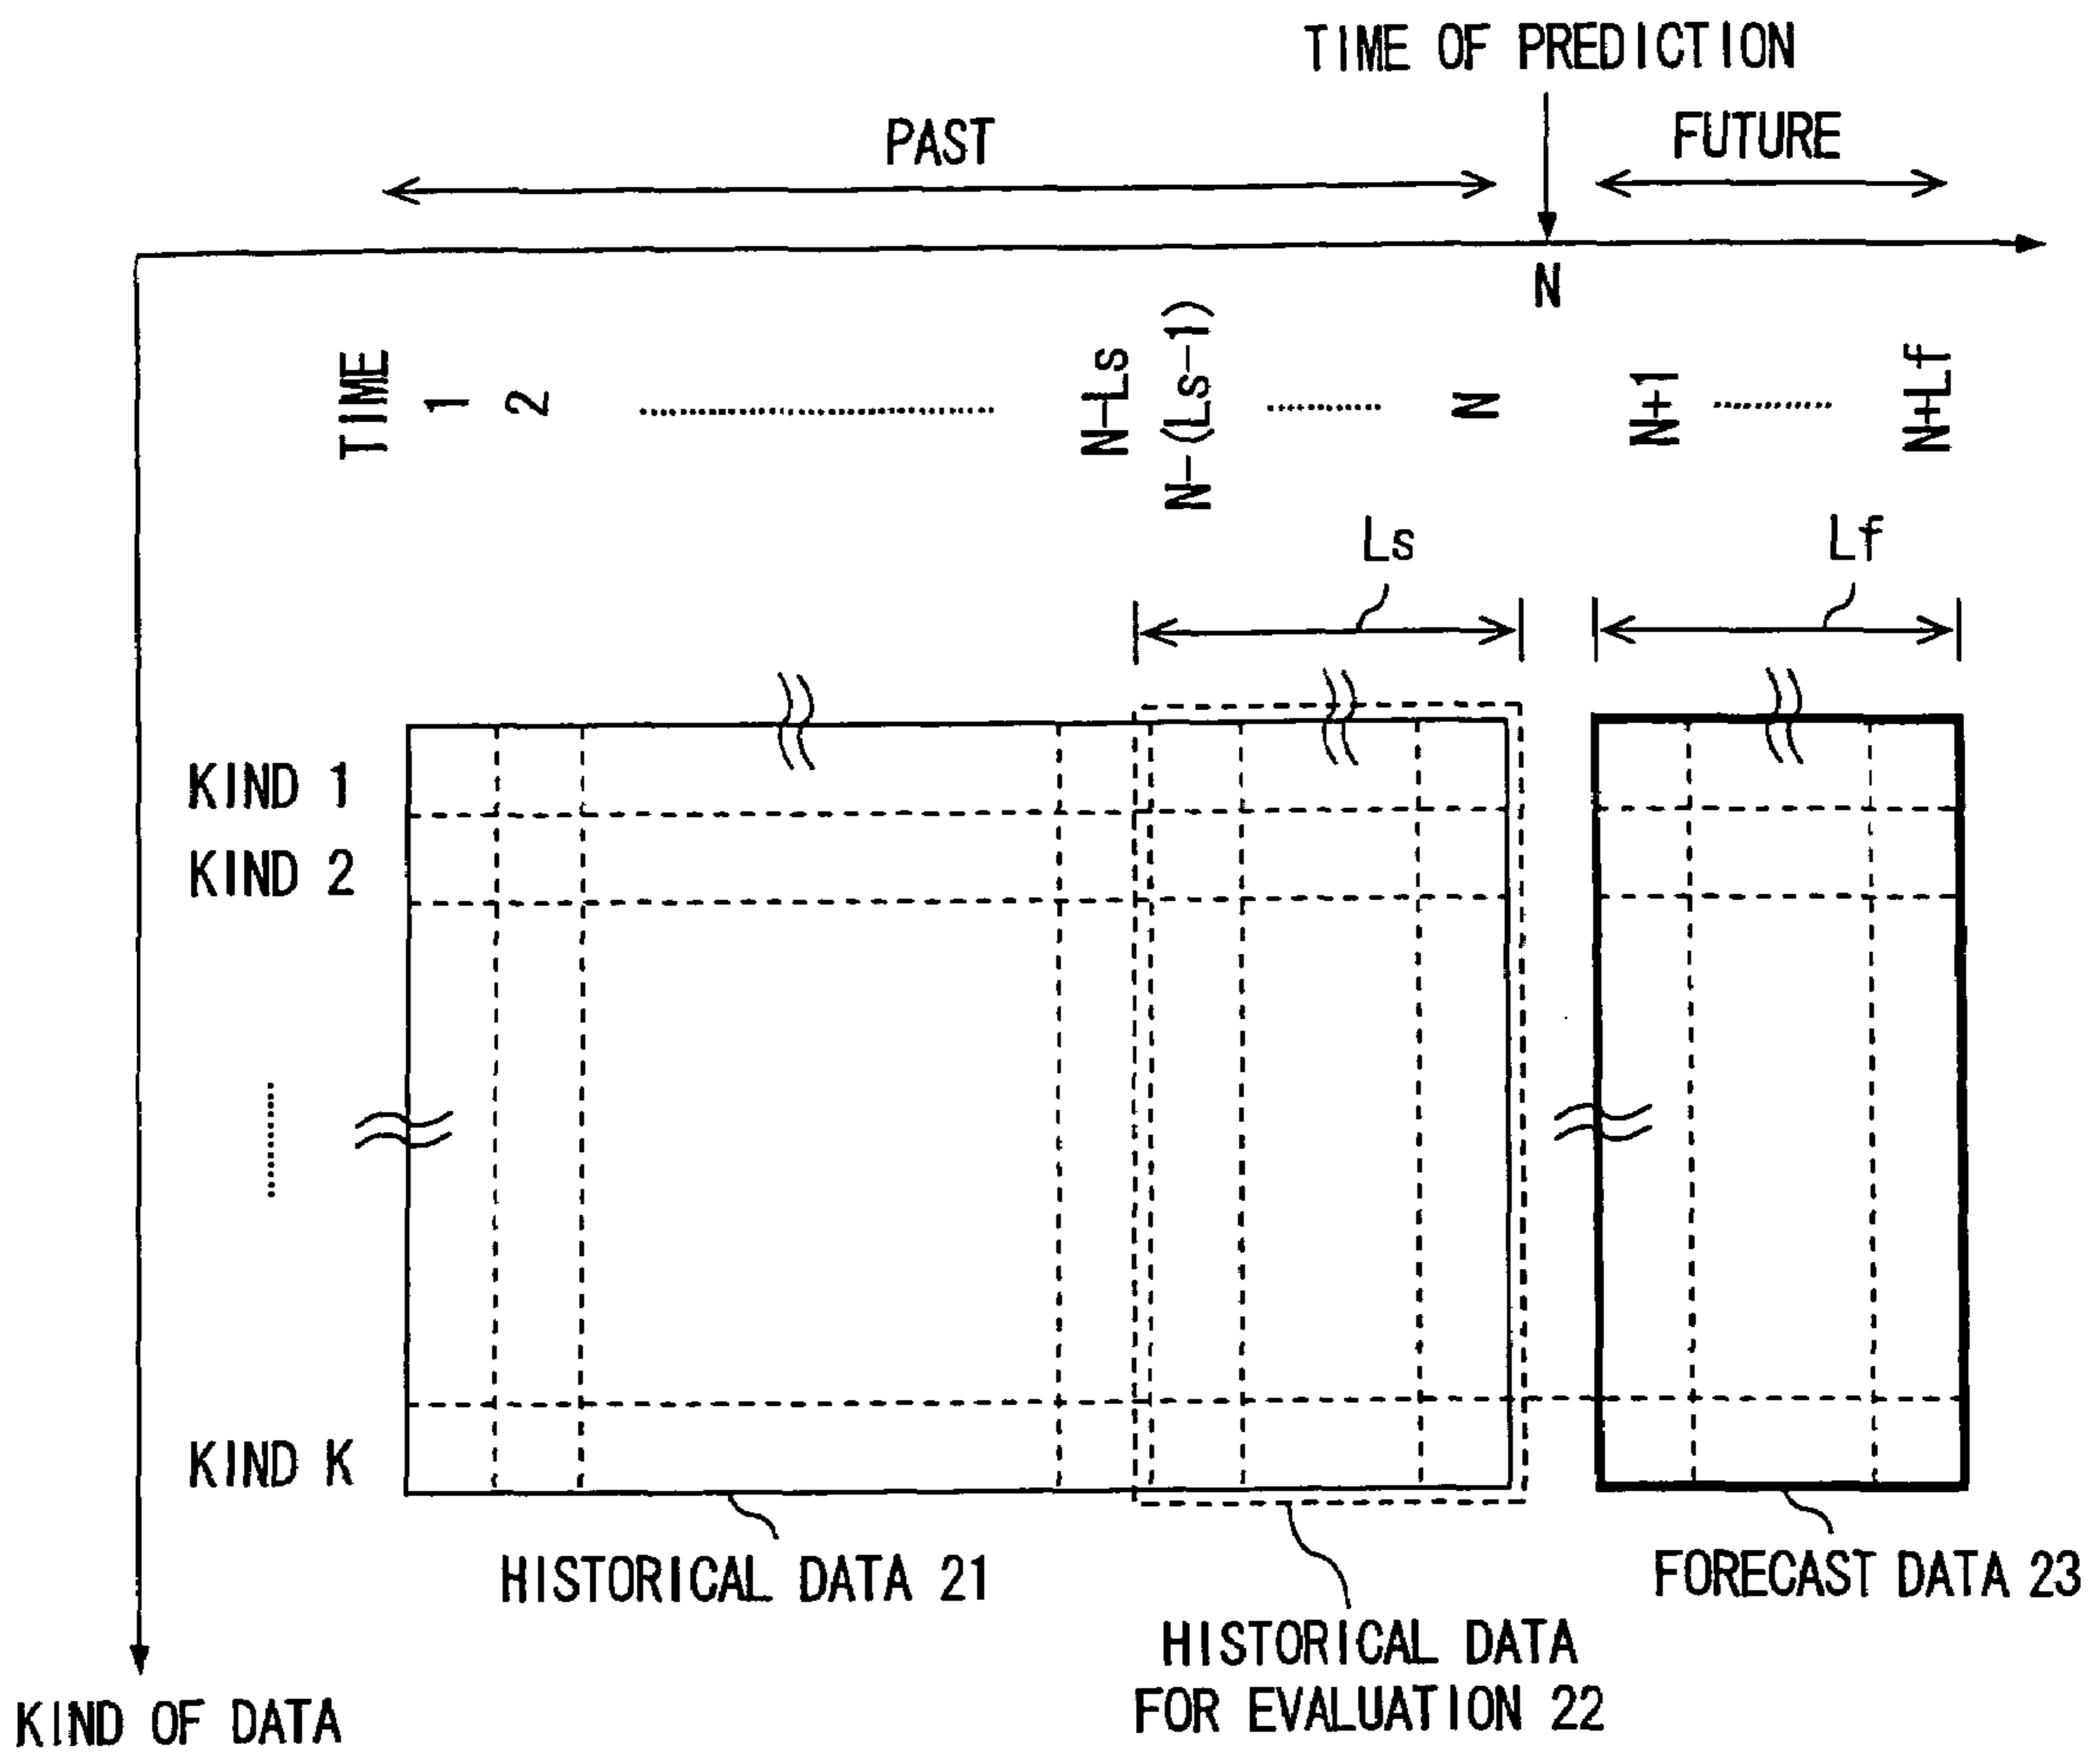 TIME OF PREDICTION
PAST
FUTURE
N
TIME 1 2 N-Ls N-(Ls-1) N N+1 N+Lf
Ls
Lf
KIND 1
KIND 2
KIND K
HISTORICAL DATA 21
FORECAST DATA 23
HISTORICAL DATA
FOR EVALUATION 22
KIND OF DATA